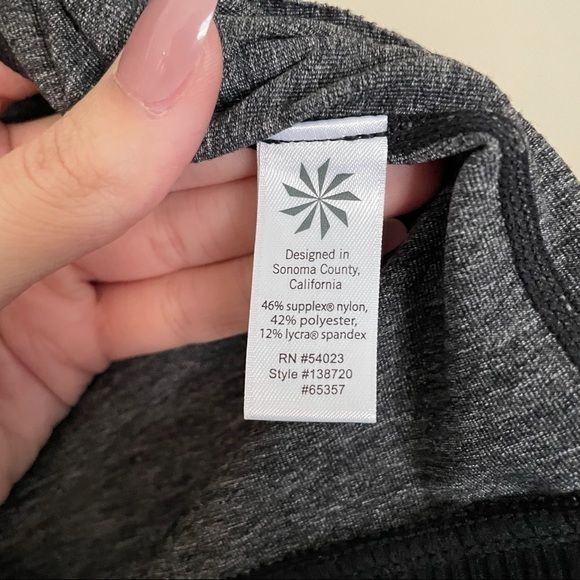 Designed in
Sonoma County,
California
46% supplex® nylon,
42% polyester,
12% lycra® spandex
RN #54023
Style #138720
#65357